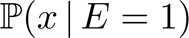 ℙ(x | E = 1)